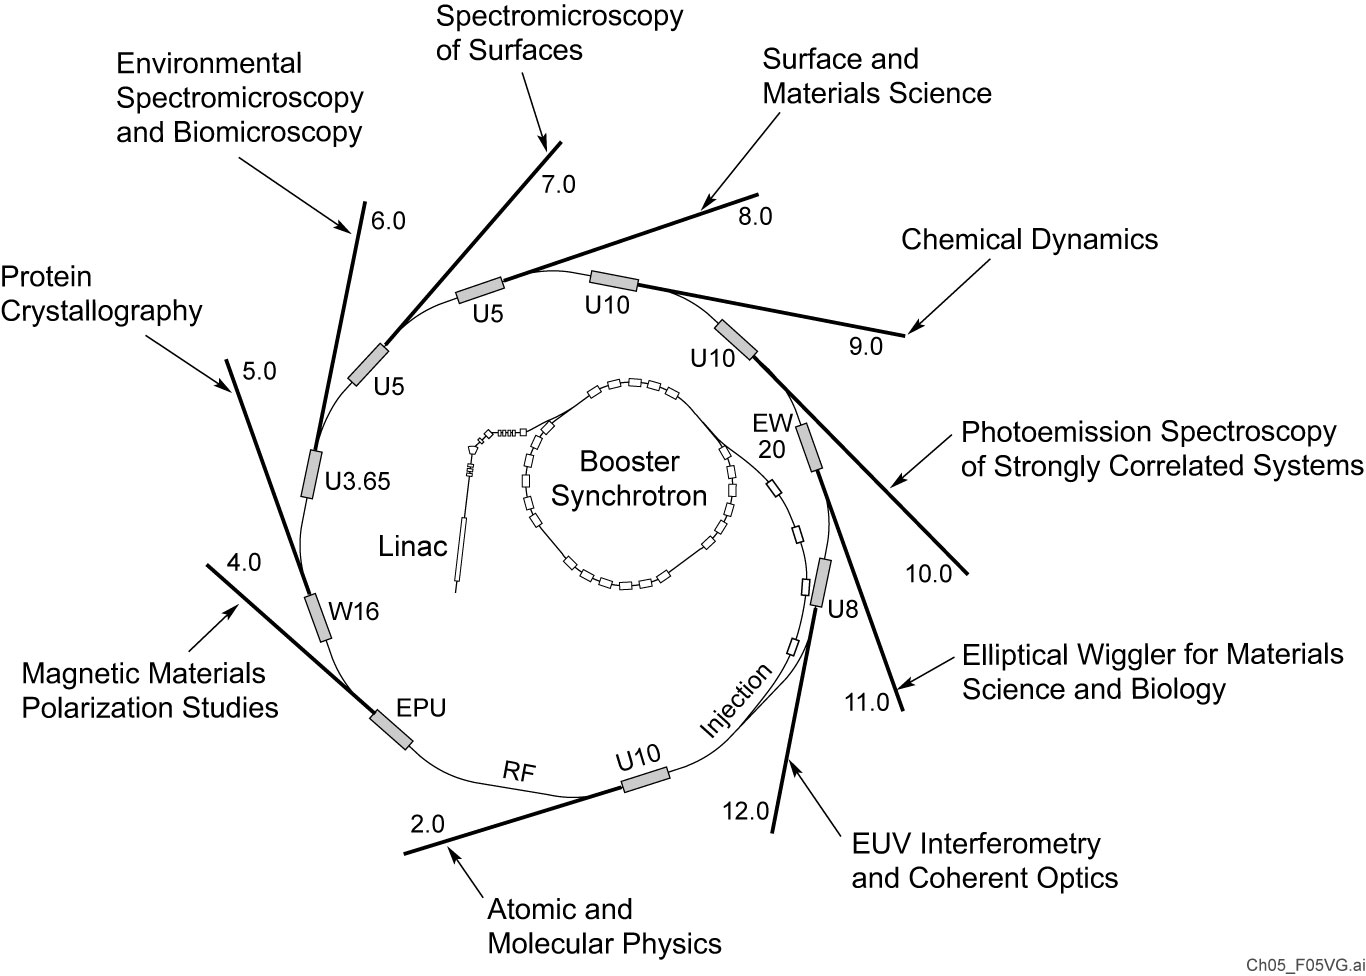 Spectromicroscopy
of Surfaces
Environmental
Spectromicroscopy
and Biomicroscopy
Surface and
Materials Science
7.0
6.0
8.0
Chemical Dynamics
Protein
Crystallography
U5
U10
9.0
U10
5.0
U5
EW
20
Photoemission Spectroscopy
of Strongly Correlated Systems
Booster
Synchrotron
U3.65
Linac
10.0
4.0
W16
U8
Magnetic Materials
Polarization Studies
Elliptical Wiggler for Materials
Science and Biology
11.0
Injection
EPU
U10
RF
12.0
2.0
EUV Interferometry
and Coherent Optics
Atomic and
Molecular Physics
Ch05_F05VG.ai